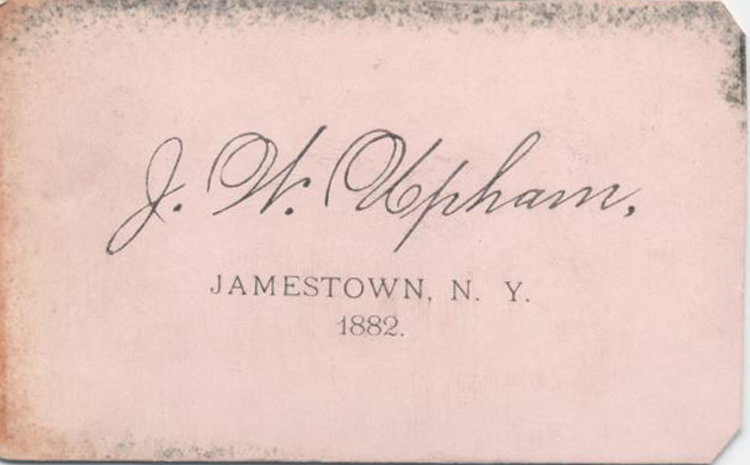 J. W. Upham,
JAMESTOWN, N. Y.
1882.